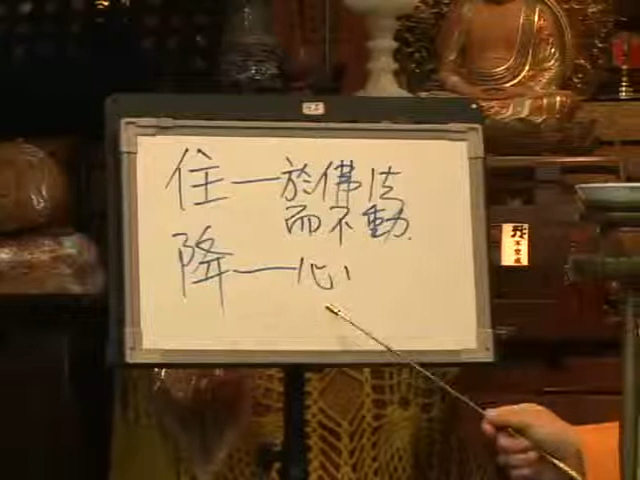 住—於佛法
而不動
降—心